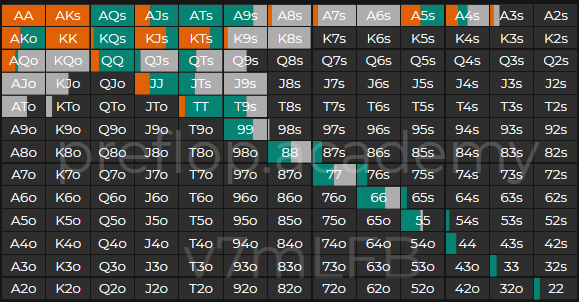 AA AKs AQs AJs ATs A9s A8s A7s A6s A5s A4s A3s A2s
AKo KK KQs KJs KTs K9s K8s K7s K6s K5s K4s K3s K2s
AQo KQo QQ QJs QTs Q9s Q8s Q7s Q6s Q5s Q4s Q3s Q2s
AJo KJo QJo JJ JTs J9s J8s J7s J6s J5s J4s J3s J2s
ATo KTo QTo JTo TT T9s T8s T7s T6s T5s T4s T3s T2s
A9o K9o Q9o J9o T9o 99 98s 97s 96s 95s 94s 93s 92s
A8o K8o Q8o J8o T8o 98o 88 87s 86s 85s 84s 83s 82s
A7o K7o Q7o J7o T7o 97o 87o 77 76s 75s 74s 73s 72s
A6o K6o Q6o J6o T6o 96o 86o 76o 66 65s 64s 63s 62s
A5o K5o Q5o J5o T5o 95o 85o 75o 65o 55 54s 53s 52s
A4o K4o Q4o J4o T4o 94o 84o 74o 64o 54o 44 43s 42s
A3o K3o Q3o J3o T3o 93o 83o 73o 63o 53o 43o 33 32s
A2o K2o Q2o J2o T2o 92o 82o 72o 62o 52o 42o 32o 22
preflop.academy
v7mLFB